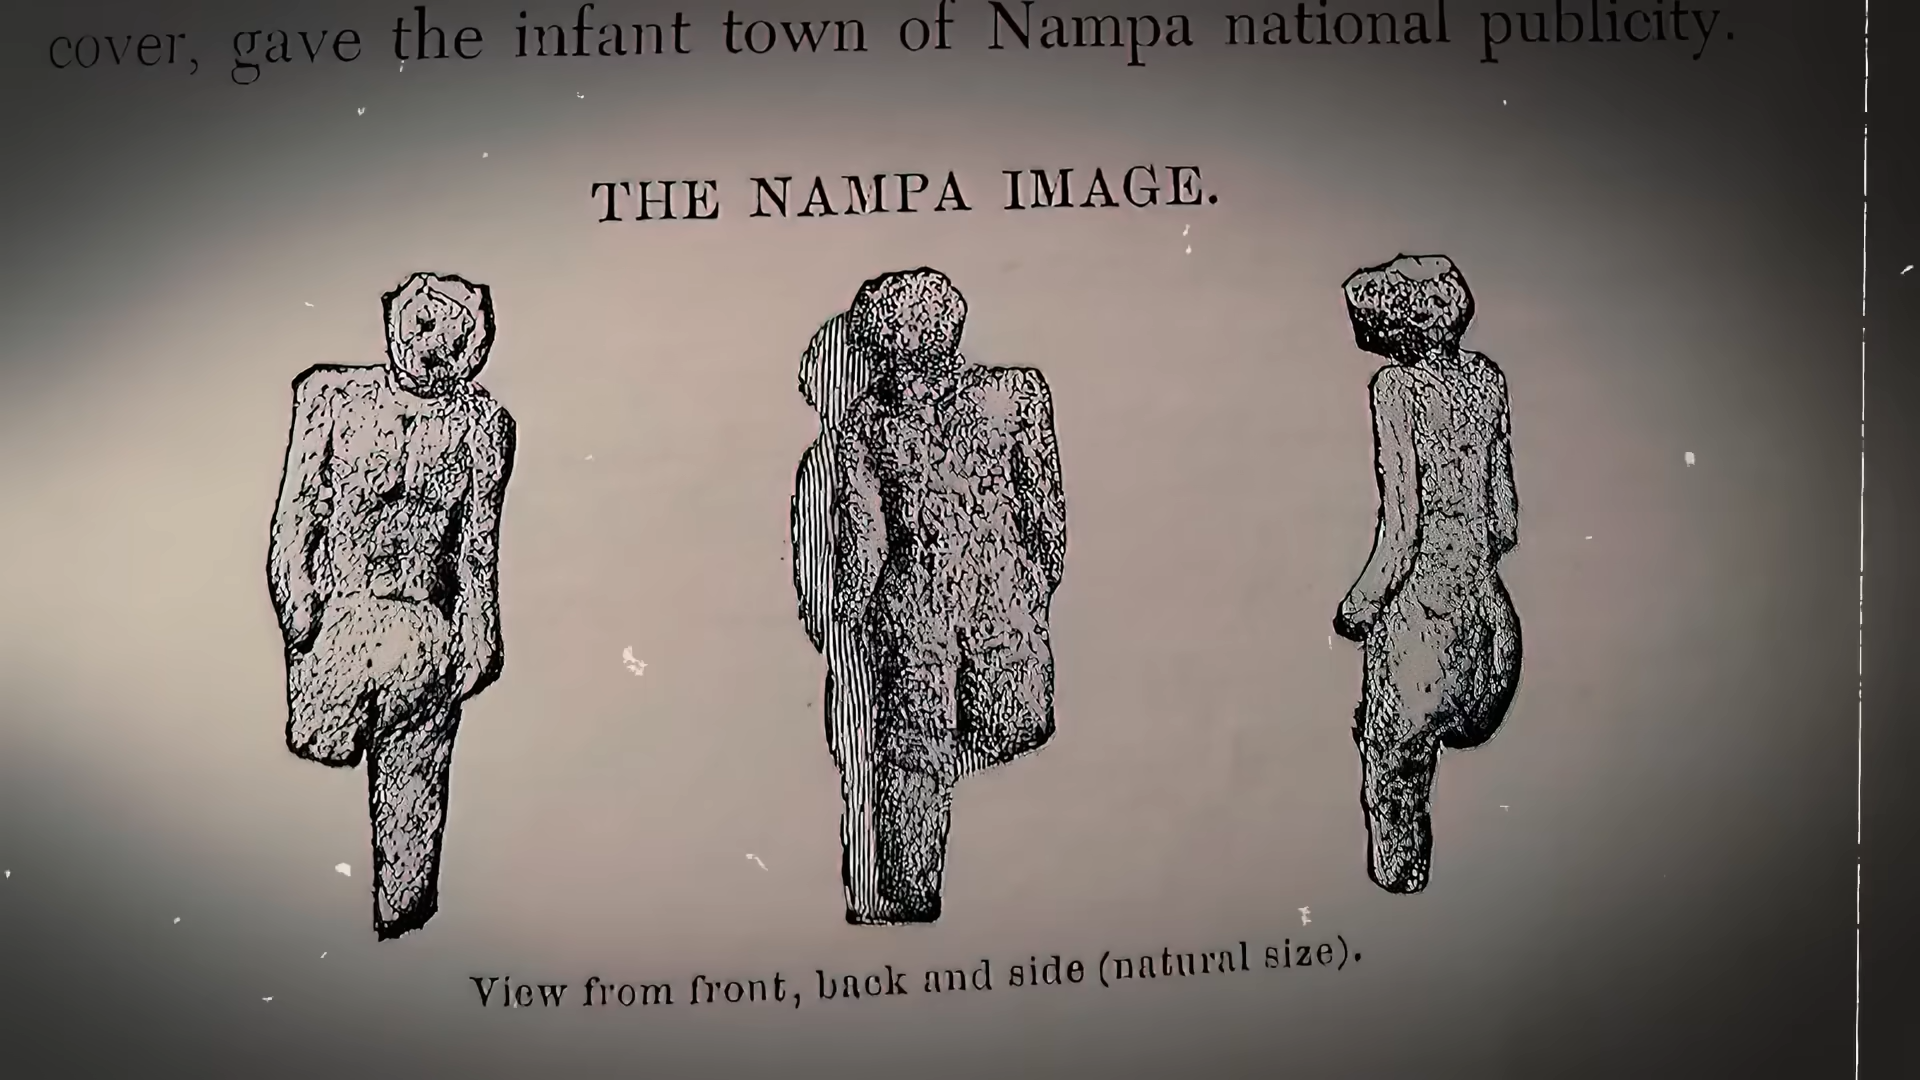 cover, gave the infant town of Nampa national publicity.
THE NAMPA IMAGE.
View from front, back and side (natural size).